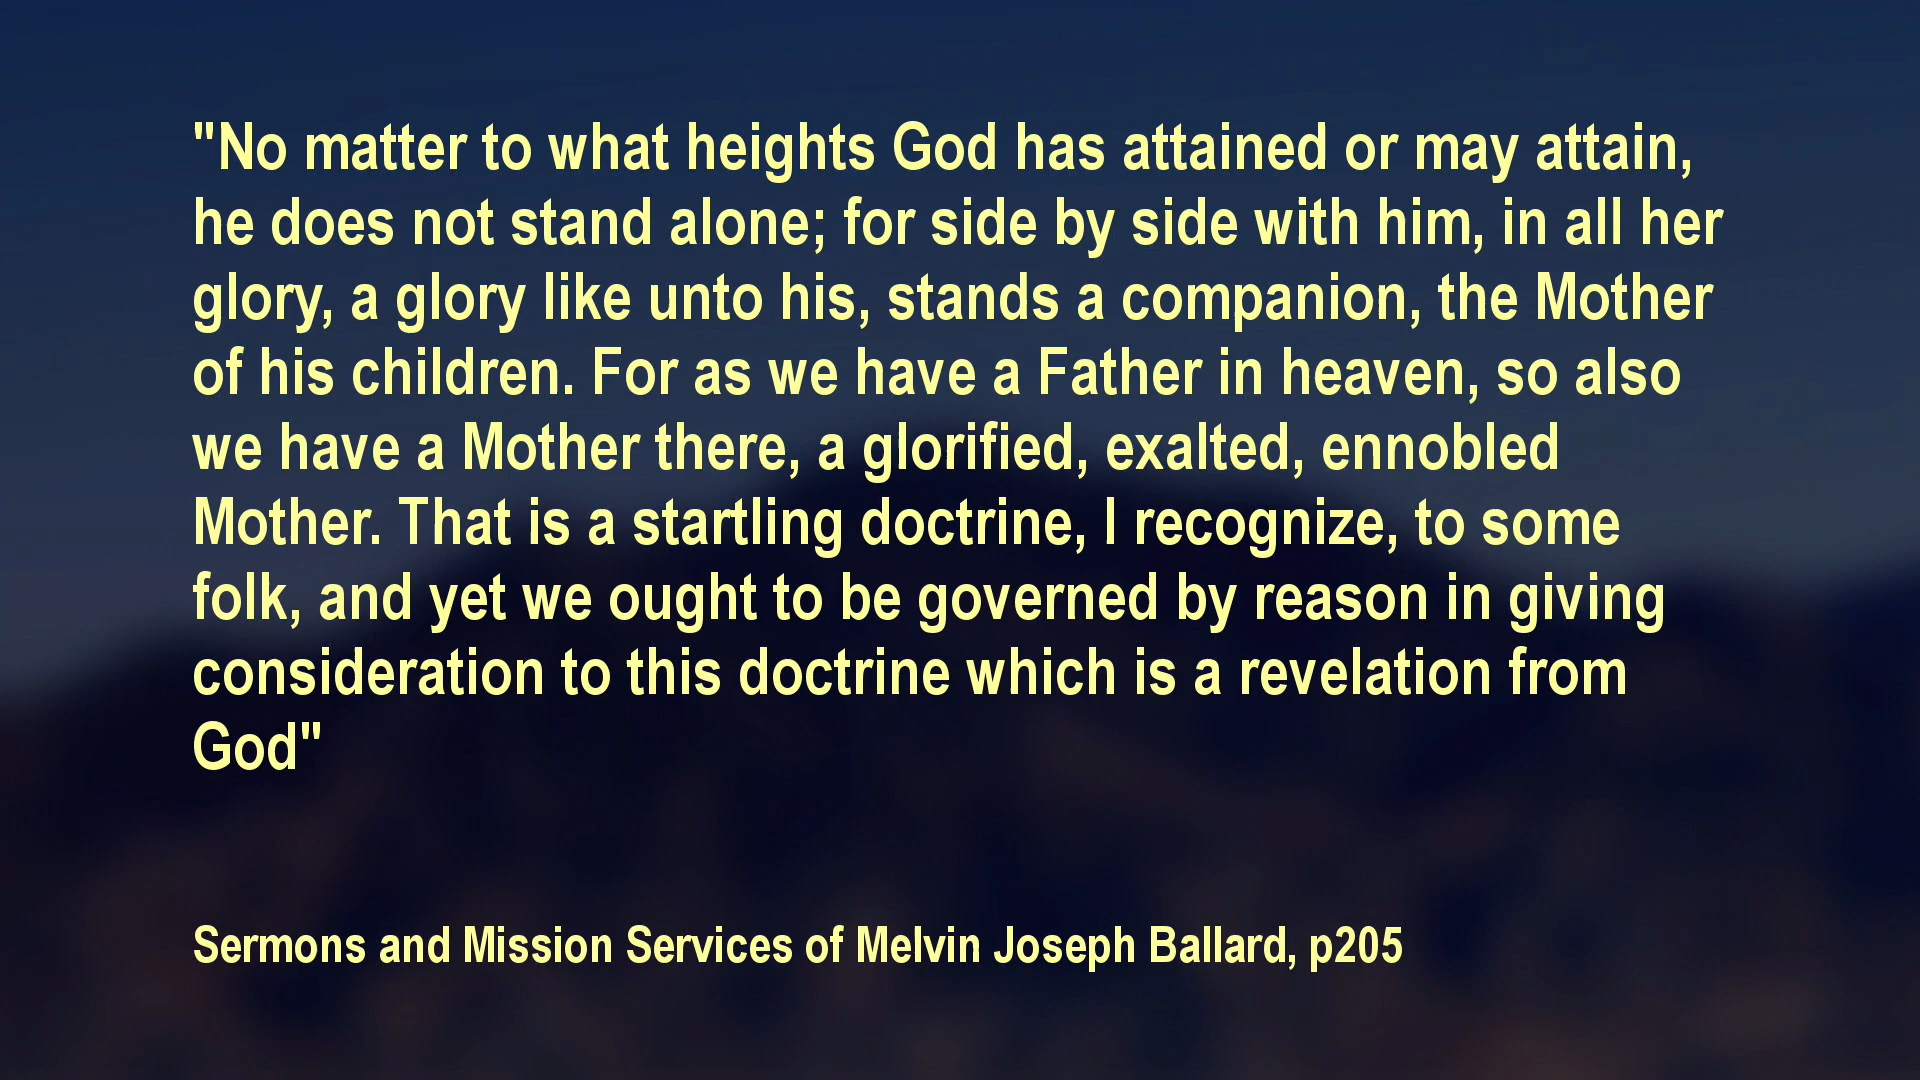 "No matter to what heights God has attained or may attain,
he does not stand alone; for side by side with him, in all her
glory, a glory like unto his, stands a companion, the Mother
of his children. For as we have a Father in heaven, so also
we have a Mother there, a glorified, exalted, ennobled
Mother. That is a startling doctrine, I recognize, to some
folk, and yet we ought to be governed by reason in giving
consideration to this doctrine which is a revelation from
God"
Sermons and Mission Services of Melvin Joseph Ballard, p205